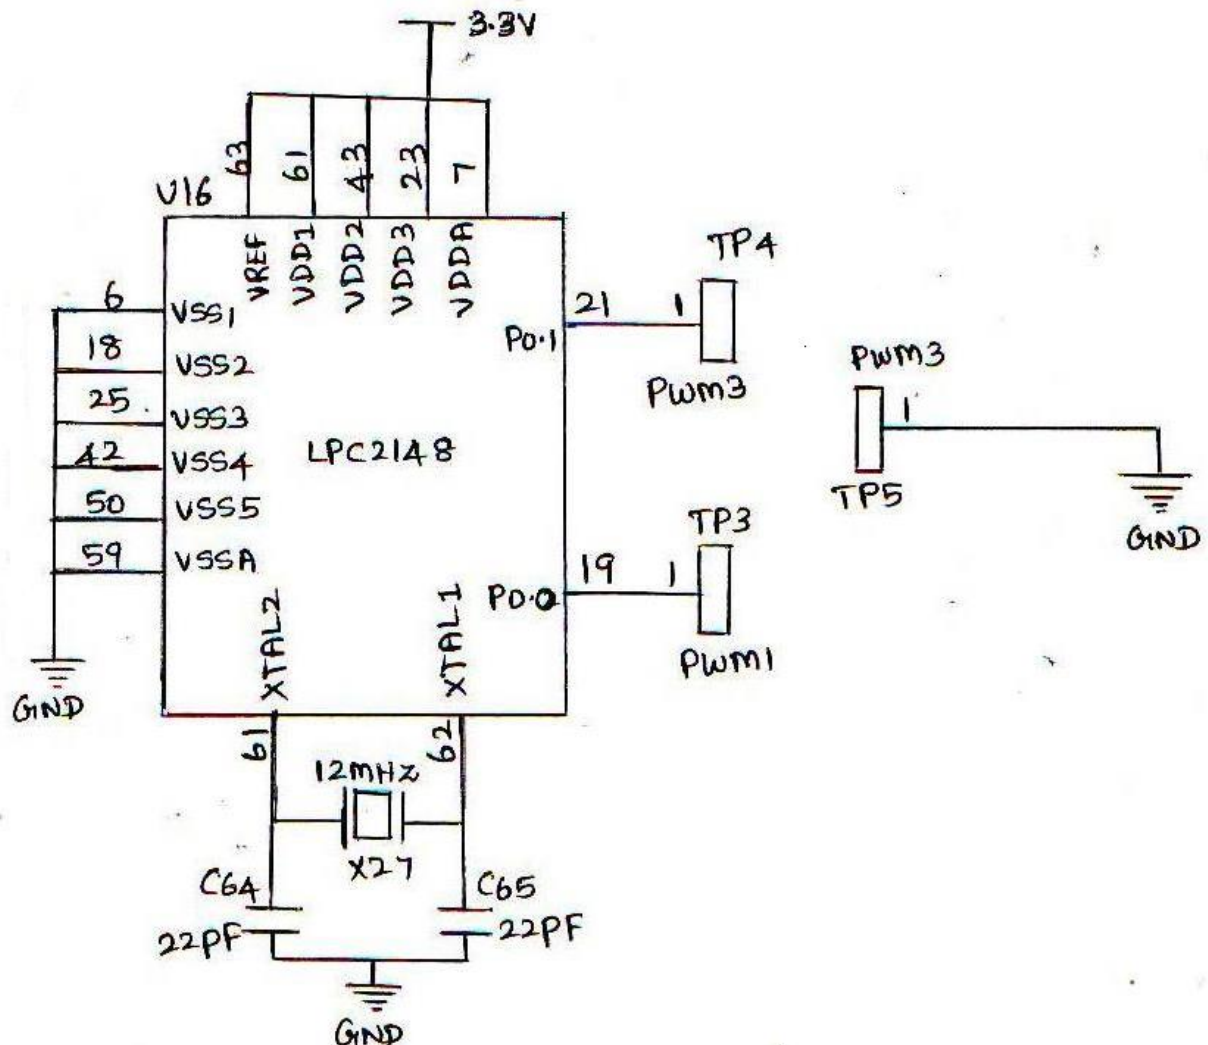 3.3V
63
61
43
23
7
U16
VREF
VDD1
VDD2
VDD3
VDDA
TP4
6
VSS1
21
1
P0.1
18
VSS2
PWM3
PWM3
25
VSS3
1
42
VSS4
LPC2148
TP5
50
VSS5
TP3
GND
59
VSSA
19
1
P0.0
XTAL2
XTAL1
PWM1
GND
61
62
12MHZ
X27
C64
C65
22PF
22PF
GND